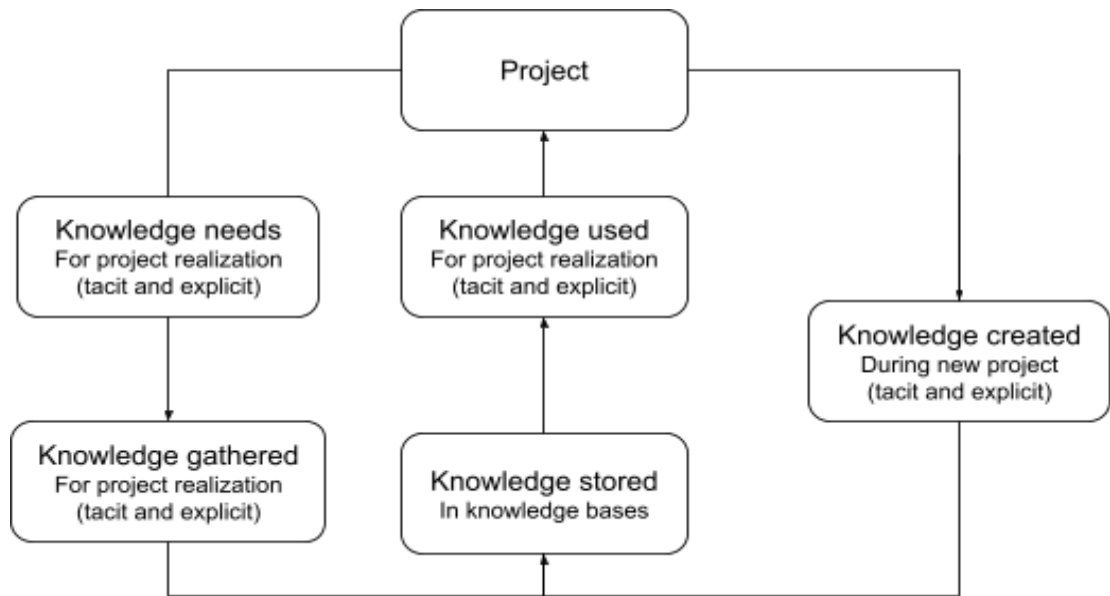 Project
Knowledge needs
For project realization
(tacit and explicit)
Knowledge used
For project realization
(tacit and explicit)
Knowledge created
During new project
(tacit and explicit)
Knowledge gathered
For project realization
(tacit and explicit)
Knowledge stored
In knowledge bases